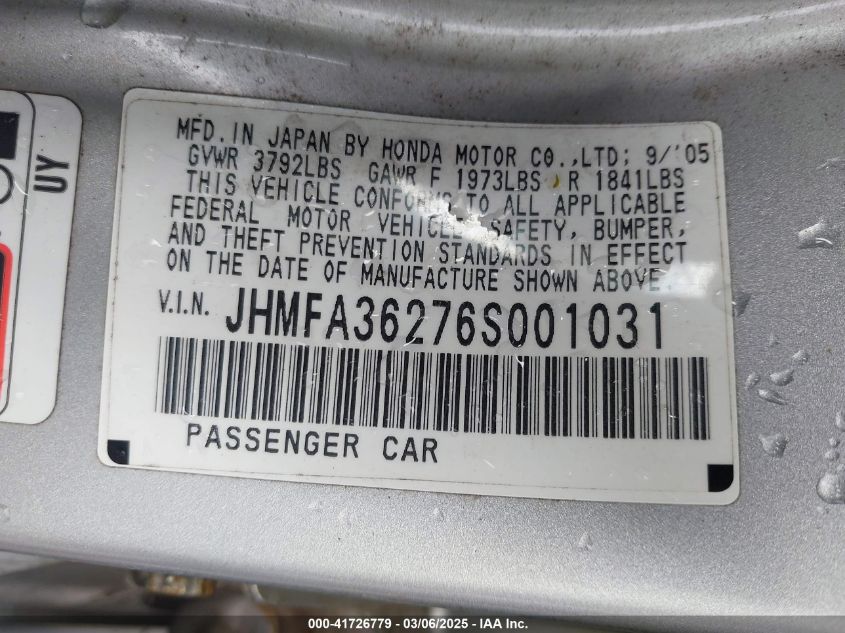 MFD. IN JAPAN BY HONDA MOTOR CO.,LTD; 9/'05
GVWR 3792LBS GAWR F 1973LBS R 1841LBS
THIS VEHICLE CONFORMS TO ALL APPLICABLE
FEDERAL MOTOR VEHICLE SAFETY, BUMPER,
AND THEFT PREVENTION STANDARDS IN EFFECT
ON THE DATE OF MANUFACTURE SHOWN ABOVE.
V.I.N. JHMFA36276S001031
PASSENGER CAR
UY
000-41726779 — 03/06/2025 — IAA Inc.